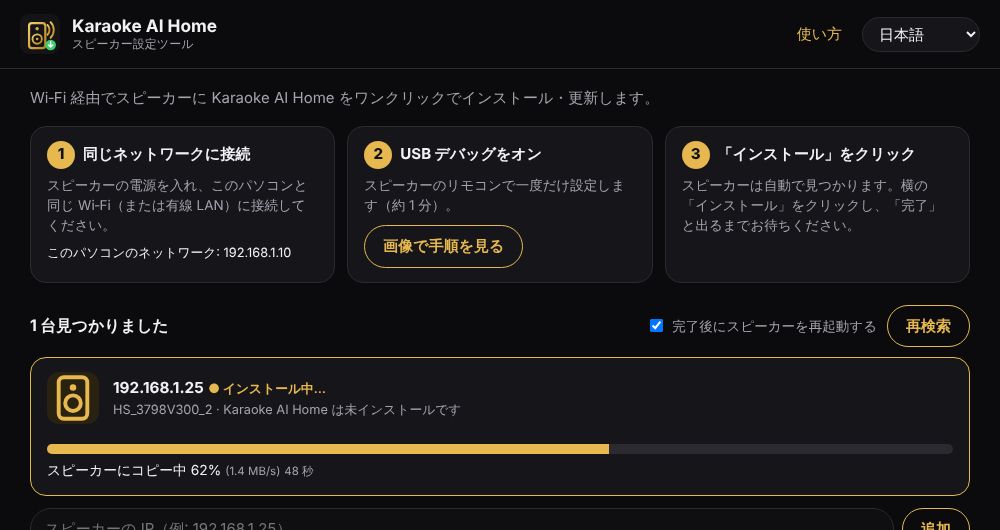 Karaoke AI Home
スピーカー設定ツール
使い方
日本語
Wi-Fi 経由でスピーカーに Karaoke AI Home をワンクリックでインストール・更新します。
1 同じネットワークに接続
スピーカーの電源を入れ、このパソコンと
同じ Wi-Fi（または有線 LAN）に接続して
ください。
このパソコンのネットワーク: 192.168.1.10
2 USB デバッグをオン
スピーカーのリモコンで一度だけ設定しま
す（約 1 分）。
画像で手順を見る
3 「インストール」をクリック
スピーカーは自動で見つかります。横の
「インストール」をクリックし、「完了」
と出るまでお待ちください。
1 台見つかりました
完了後にスピーカーを再起動する
再検索
192.168.1.25 ● インストール中...
HS_3798V300_2 · Karaoke AI Home は未インストールです
スピーカーにコピー中 62% (1.4 MB/s) 48 秒
スピーカーの IP（例: 192.168.1.25）
追加